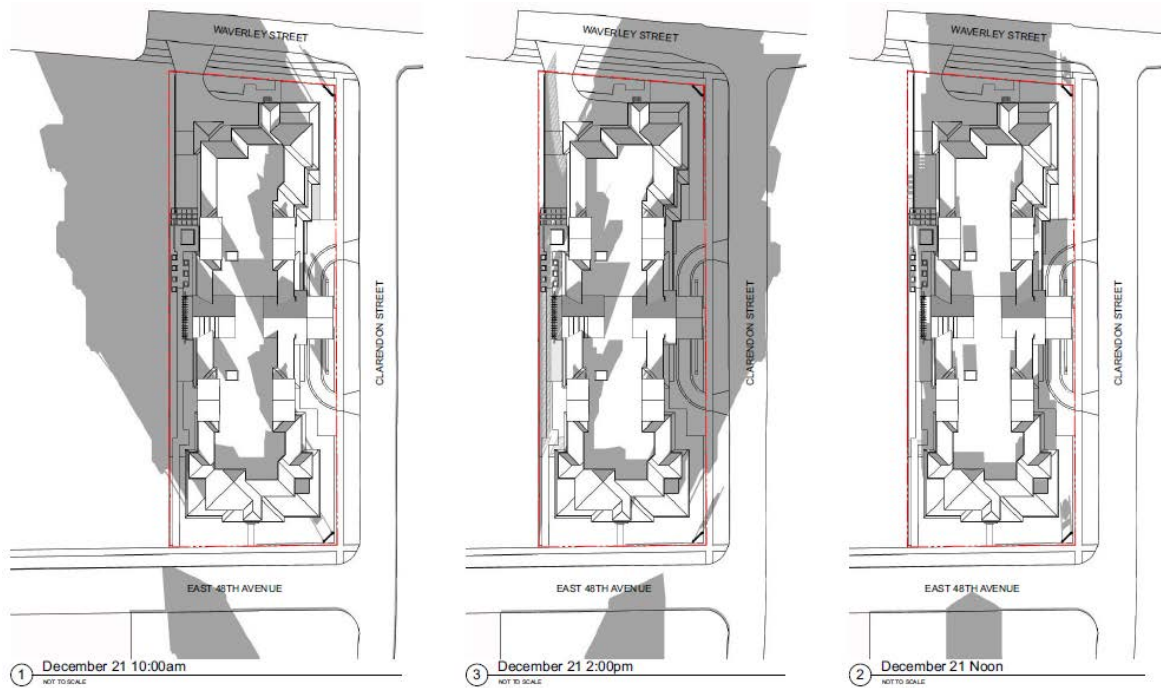 WAVERLEY STREET
CLARENDON STREET
EAST 48TH AVENUE
1 December 21 10:00am
NOT TO SCALE
WAVERLEY STREET
CLARENDON STREET
EAST 48TH AVENUE
3 December 21 2:00pm
NOT TO SCALE
WAVERLEY STREET
CLARENDON STREET
EAST 48TH AVENUE
2 December 21 Noon
NOT TO SCALE